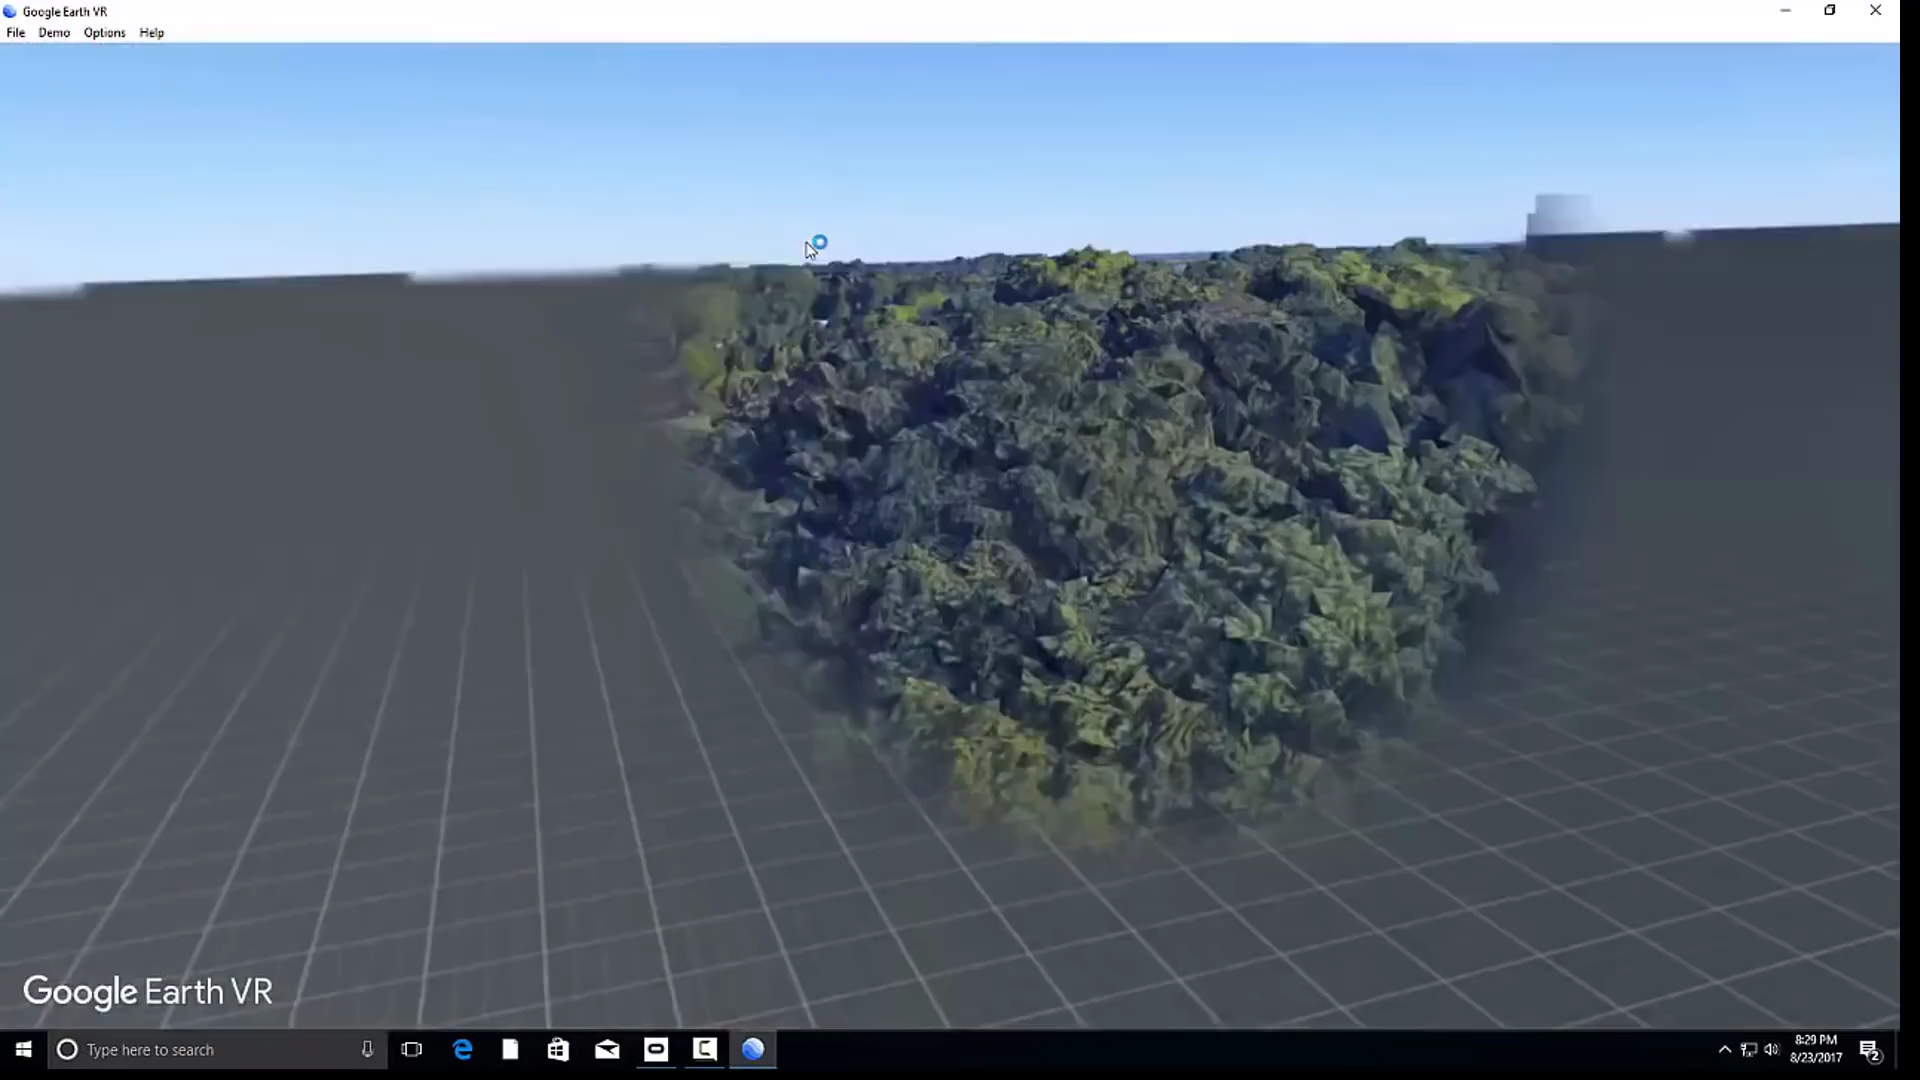 Google Earth VR
File Demo Options Help
Google Earth VR
Type here to search
8:29 PM
8/23/2017
2